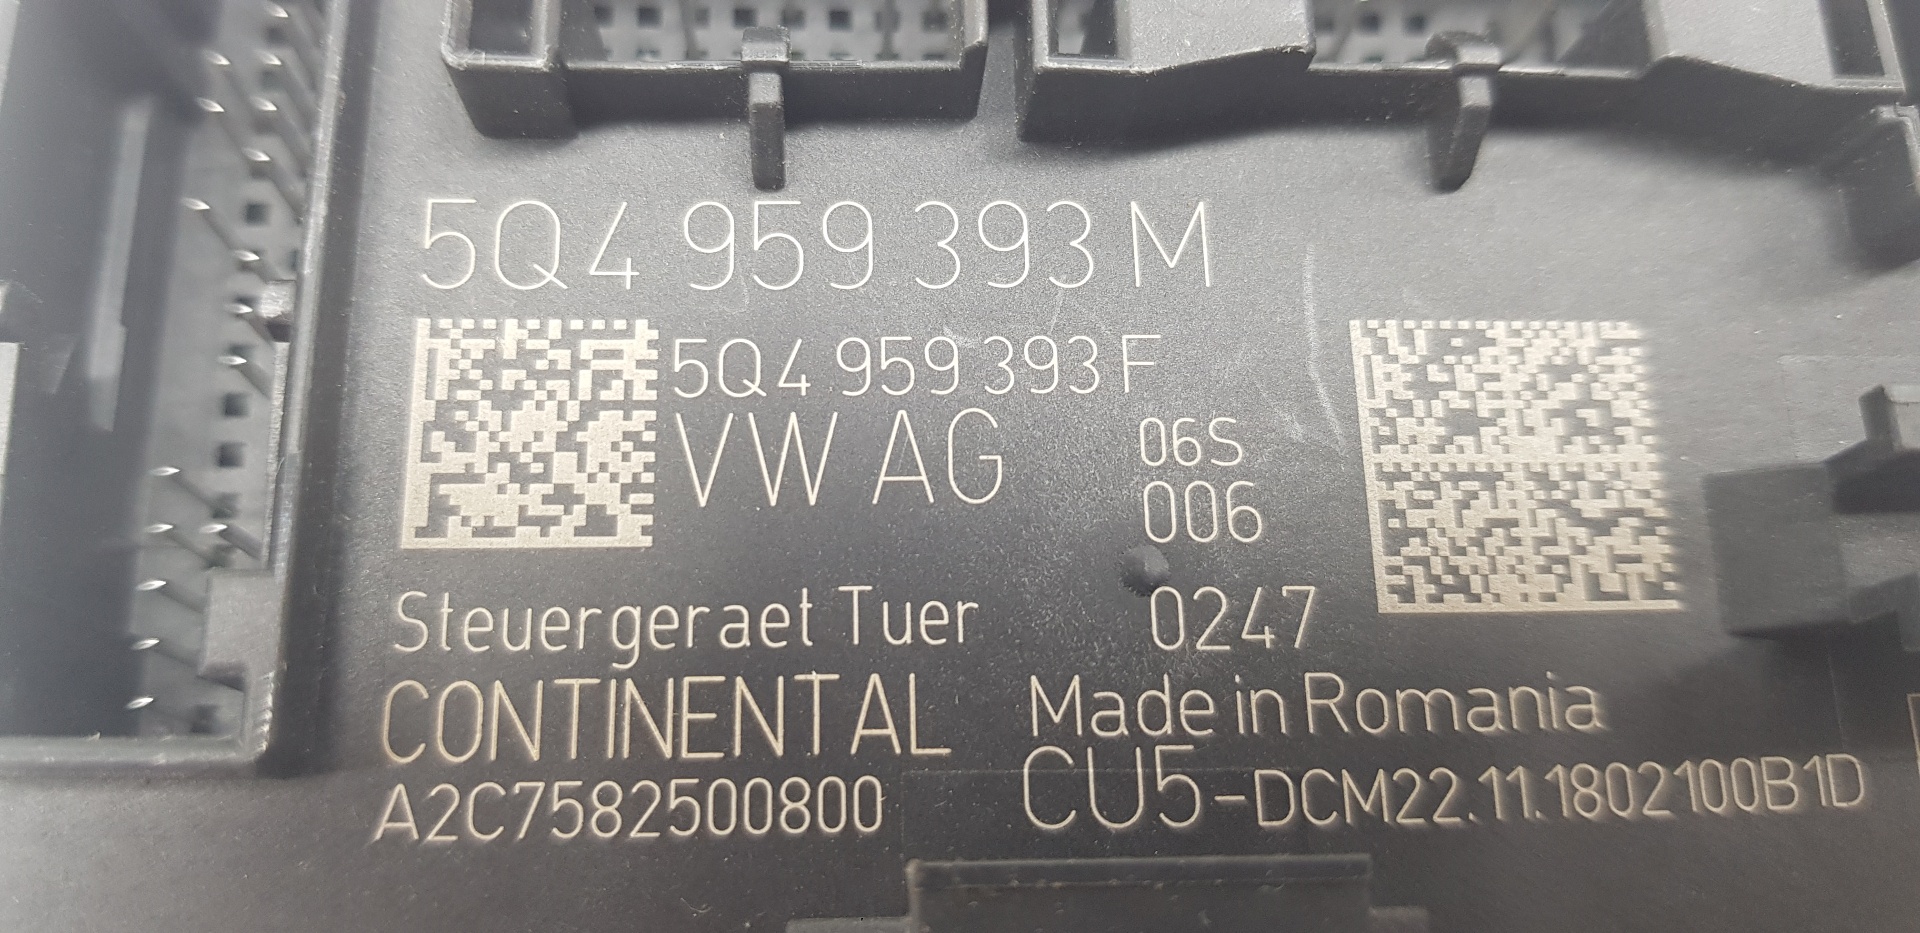 5Q4 959 393 M
5Q4 959 393 F
VW AG
06S
006
Steuergeraet Tuer
0247
CONTINENTAL
Made in Romania
A2C7582500800
CU5-DCM22.11.1802100B1D